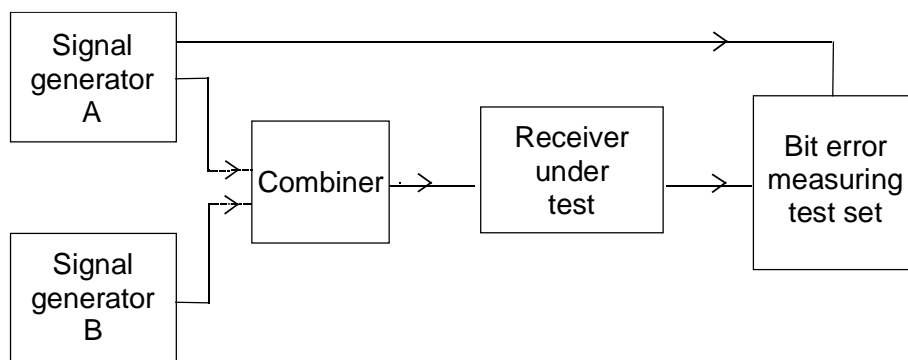 Signal
generator
A
Combiner
Receiver
under
test
Bit error
measuring
test set
Signal
generator
B